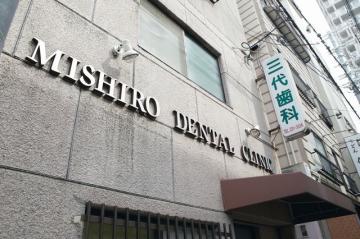 MISHIRO DENTAL CLINIC
三代歯科